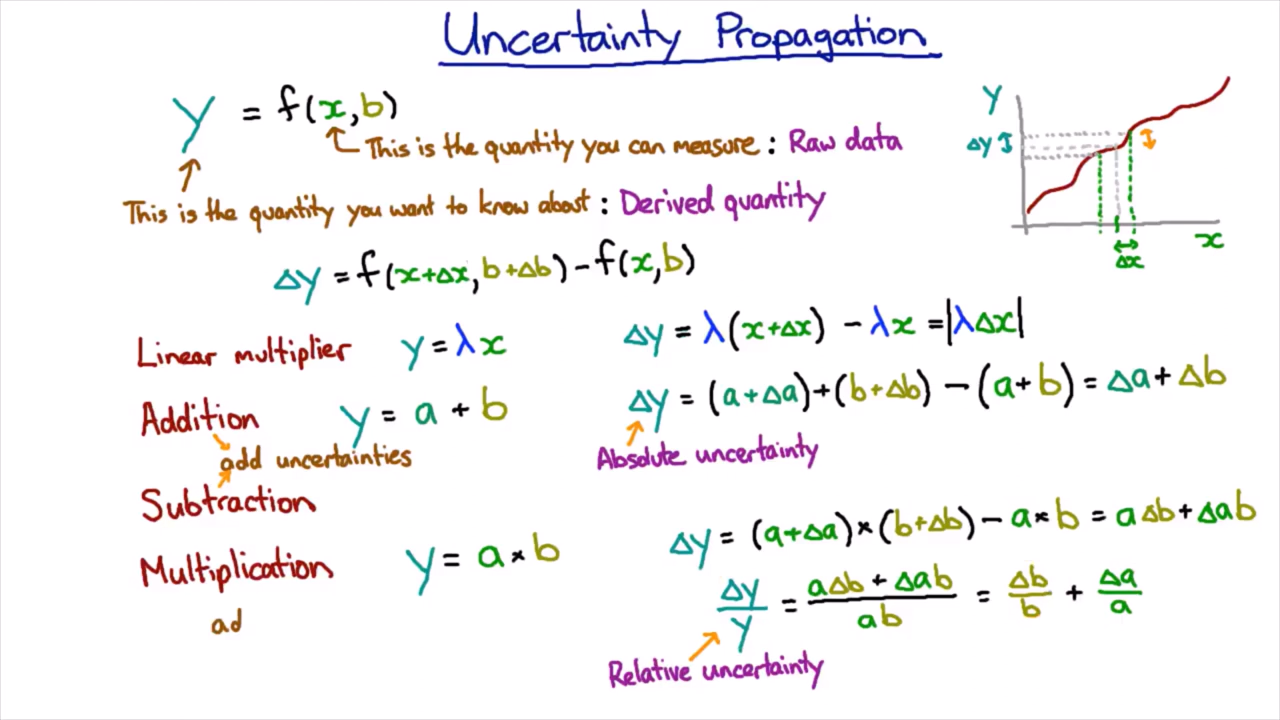 Uncertainty Propagation
y = f(x,b)
This is the quantity you can measure : Raw data
This is the quantity you want to know about : Derived quantity
y
Δy
x
Δx
Δy = f(x+Δx, b+Δb) – f(x,b)
Linear multiplier y = λx Δy = λ(x+Δx) – λx = |λΔx|
Addition y = a + b Δy = (a+Δa)+(b+Δb) – (a+b) = Δa + Δb
add uncertainties
Absolute uncertainty
Subtraction
Δy = (a+Δa)×(b+Δb) – a×b = aΔb + Δab
Multiplication y = a × b
Δy/y = (aΔb + Δab)/ab = Δb/b + Δa/a
ad
Relative uncertainty